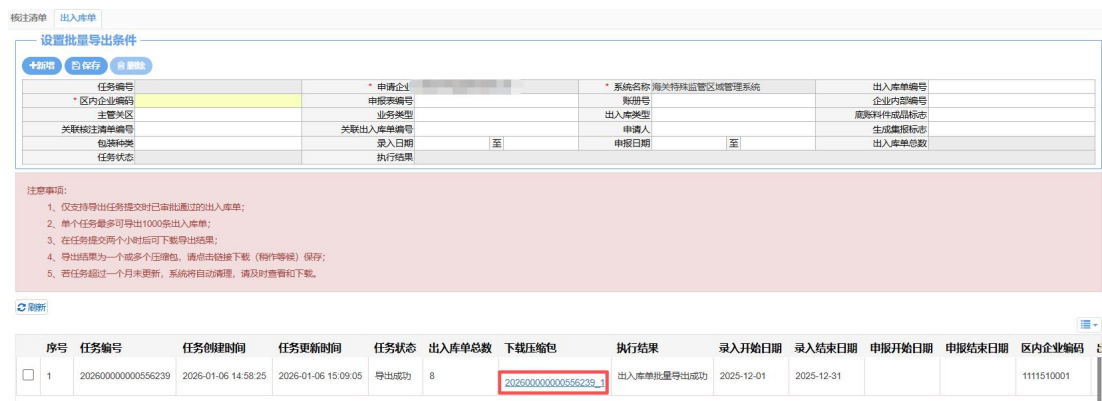 核注清单 出入库单
设置批量导出条件
+新增 保存 删除
任务编号 * 申请企业 * 系统名称 海关特殊监管区域管理系统 出入库单编号
* 区内企业编码 申报表编号 账册号 企业内部编号
主管关区 业务类型 出入库类型 底账料件成品标志
关联核注清单编号 关联出入库单编号 申请人 生成集报标志
包装种类 录入日期 至 申报日期 至 出入库单总数
任务状态 执行结果
注意事项:
1、仅支持导出任务提交时已审批通过的出入库单;
2、单个任务最多可导出1000条出入库单;
3、在任务提交两个小时后可下载导出结果;
4、导出结果为一个或多个压缩包，请点击链接下载（稍作等候）保存;
5、若任务超过一个月未更新，系统将自动清理，请及时查看和下载。
刷新
序号 任务编号 任务创建时间 任务更新时间 任务状态 出入库单总数 下载压缩包 执行结果 录入开始日期 录入结束日期 申报开始日期 申报结束日期 区内企业编码
1 202600000000556239 2026-01-06 14:58:25 2026-01-06 15:09:05 导出成功 8 202600000000556239_1 出入库单批量导出成功 2025-12-01 2025-12-31 1111510001